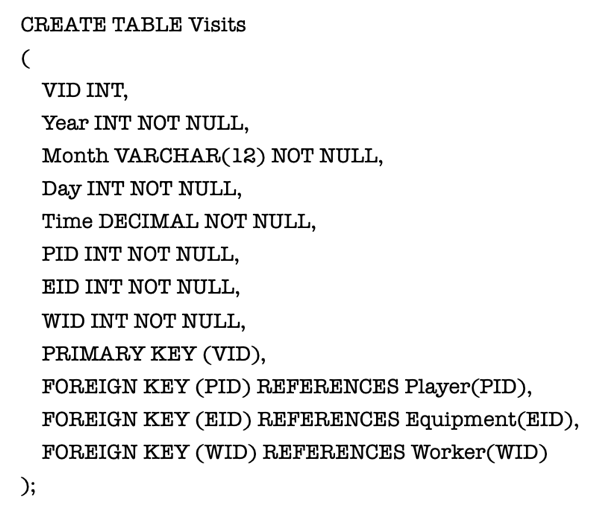 CREATE TABLE Visits
(
VID INT,
Year INT NOT NULL,
Month VARCHAR(12) NOT NULL,
Day INT NOT NULL,
Time DECIMAL NOT NULL,
PID INT NOT NULL,
EID INT NOT NULL,
WID INT NOT NULL,
PRIMARY KEY (VID),
FOREIGN KEY (PID) REFERENCES Player(PID),
FOREIGN KEY (EID) REFERENCES Equipment(EID),
FOREIGN KEY (WID) REFERENCES Worker(WID)
);